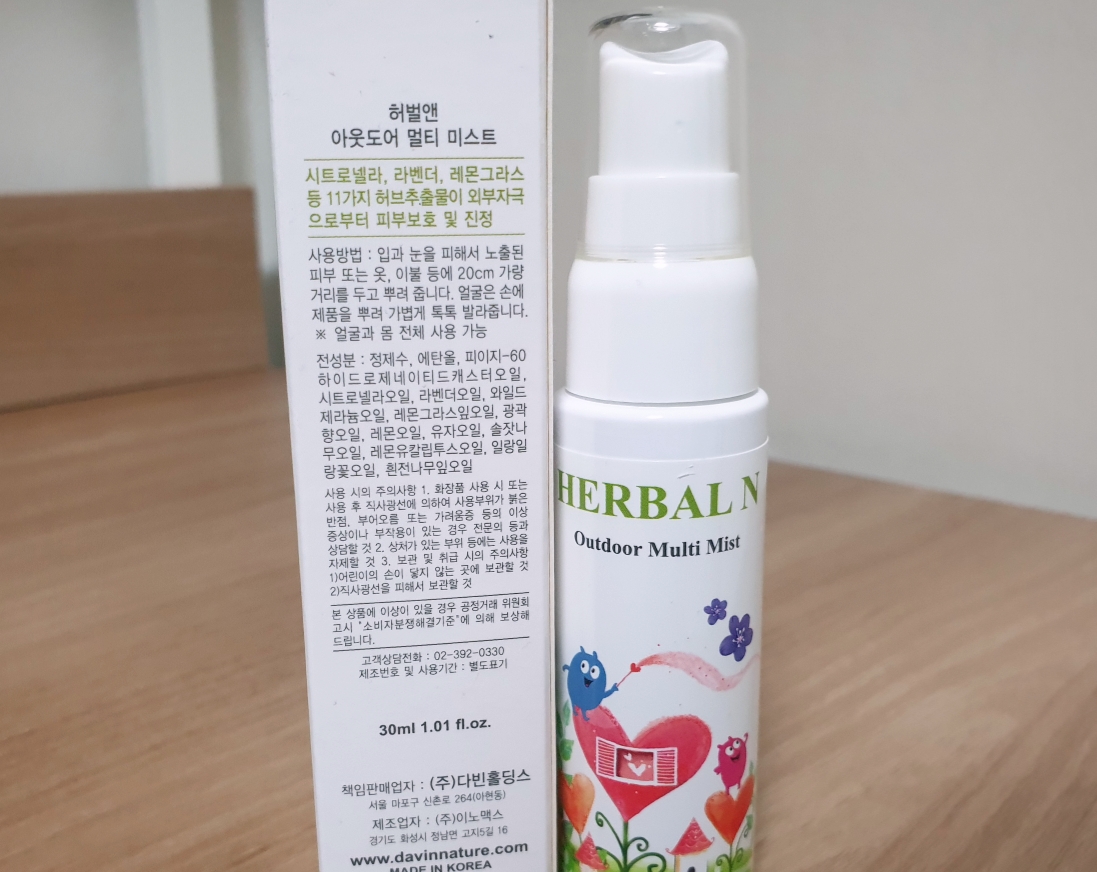 허벌앤
아웃도어 멀티 미스트
시트로넬라, 라벤더, 레몬그라스
등 11가지 허브추출물이 외부자극
으로부터 피부보호 및 진정
사용방법 : 입과 눈을 피해서 노출된
피부 또는 옷, 이불 등에 20cm 가량
거리를 두고 뿌려 줍니다. 얼굴은 손에
제품을 뿌려 가볍게 톡톡 발라줍니다.
※ 얼굴과 몸 전체 사용 가능
전성분 : 정제수, 에탄올, 피이지-60
하이드로제네이티드캐스터오일,
시트로넬라오일, 라벤더오일, 와일드
제라늄오일, 레몬그라스잎오일, 광곽
향오일, 레몬오일, 유자오일, 솔잣나
무오일, 레몬유칼립투스오일, 일랑일
랑꽃오일, 흰전나무잎오일
사용 시의 주의사항 1. 화장품 사용 시 또는
사용 후 직사광선에 의하여 사용부위가 붉은
반점, 부어오름 또는 가려움증 등의 이상
증상이나 부작용이 있는 경우 전문의 등과
상담할 것 2. 상처가 있는 부위 등에는 사용을
자제할 것 3. 보관 및 취급 시의 주의사항
1)어린이의 손이 닿지 않는 곳에 보관할 것
2)직사광선을 피해서 보관할 것
본 상품에 이상이 있을 경우 공정거래 위원회
고시 "소비자분쟁해결기준"에 의해 보상해
드립니다.
고객상담전화 : 02-392-0330
제조번호 및 사용기간 : 별도표기
30ml 1.01 fl.oz.
책임판매업자 : (주)다빈홀딩스
서울 마포구 신촌로 264(아현동)
제조업자 : (주)이노맥스
경기도 화성시 정남면 고지5길 16
www.davinnature.com
MADE IN KOREA
HERBAL N
Outdoor Multi Mist